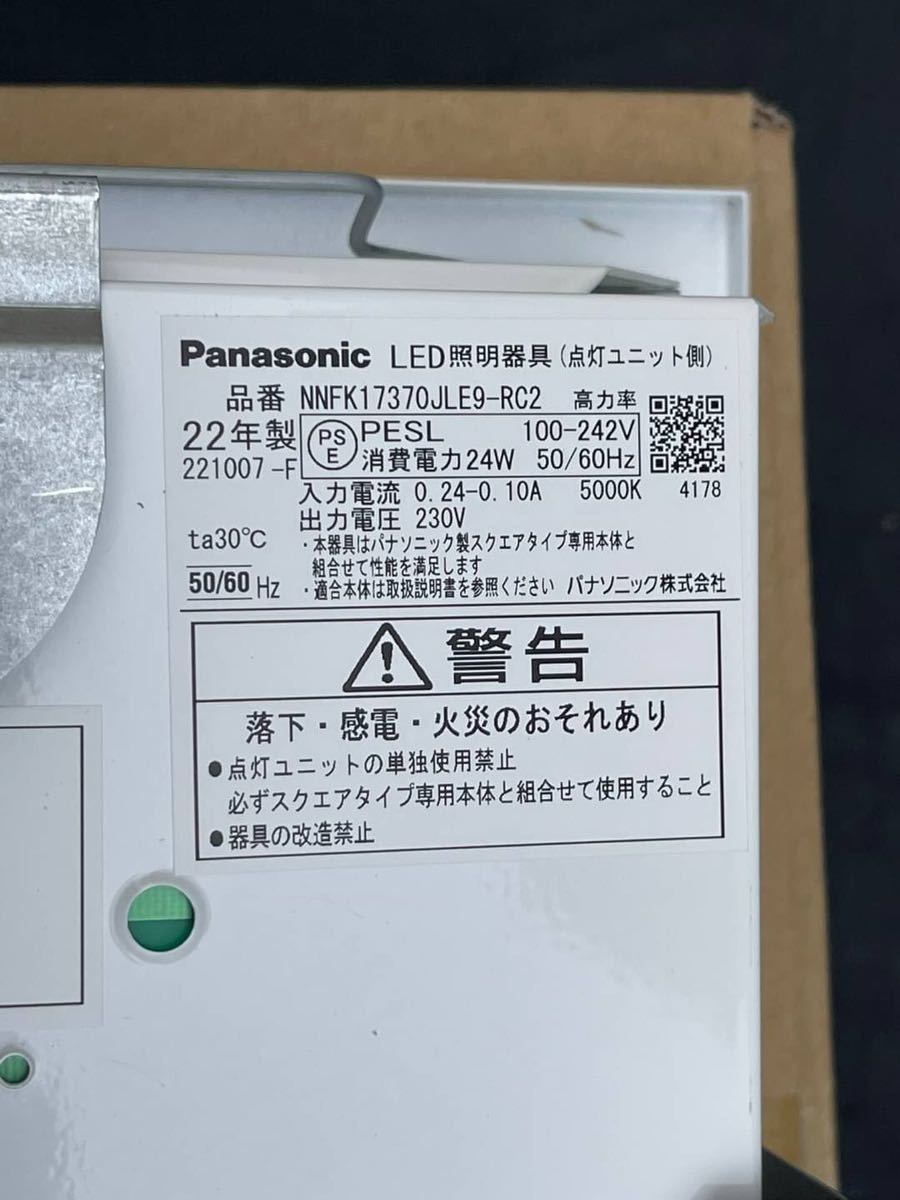 Panasonic LED照明器具(点灯ユニット側)
品番 NNFK17370JLE9-RC2 高力率
22年製
221007-F
PS
E
PESL 100-242V
消費電力24W 50/60Hz
入力電流 0.24-0.10A 5000K 4178
出力電圧 230V
ta30℃
50/60 Hz
・本器具はパナソニック製スクエアタイプ専用本体と
組合せて性能を満足します
・適合本体は取扱説明書を参照ください パナソニック株式会社
警告
落下・感電・火災のおそれあり
●点灯ユニットの単独使用禁止
必ずスクエアタイプ専用本体と組合せて使用すること
●器具の改造禁止